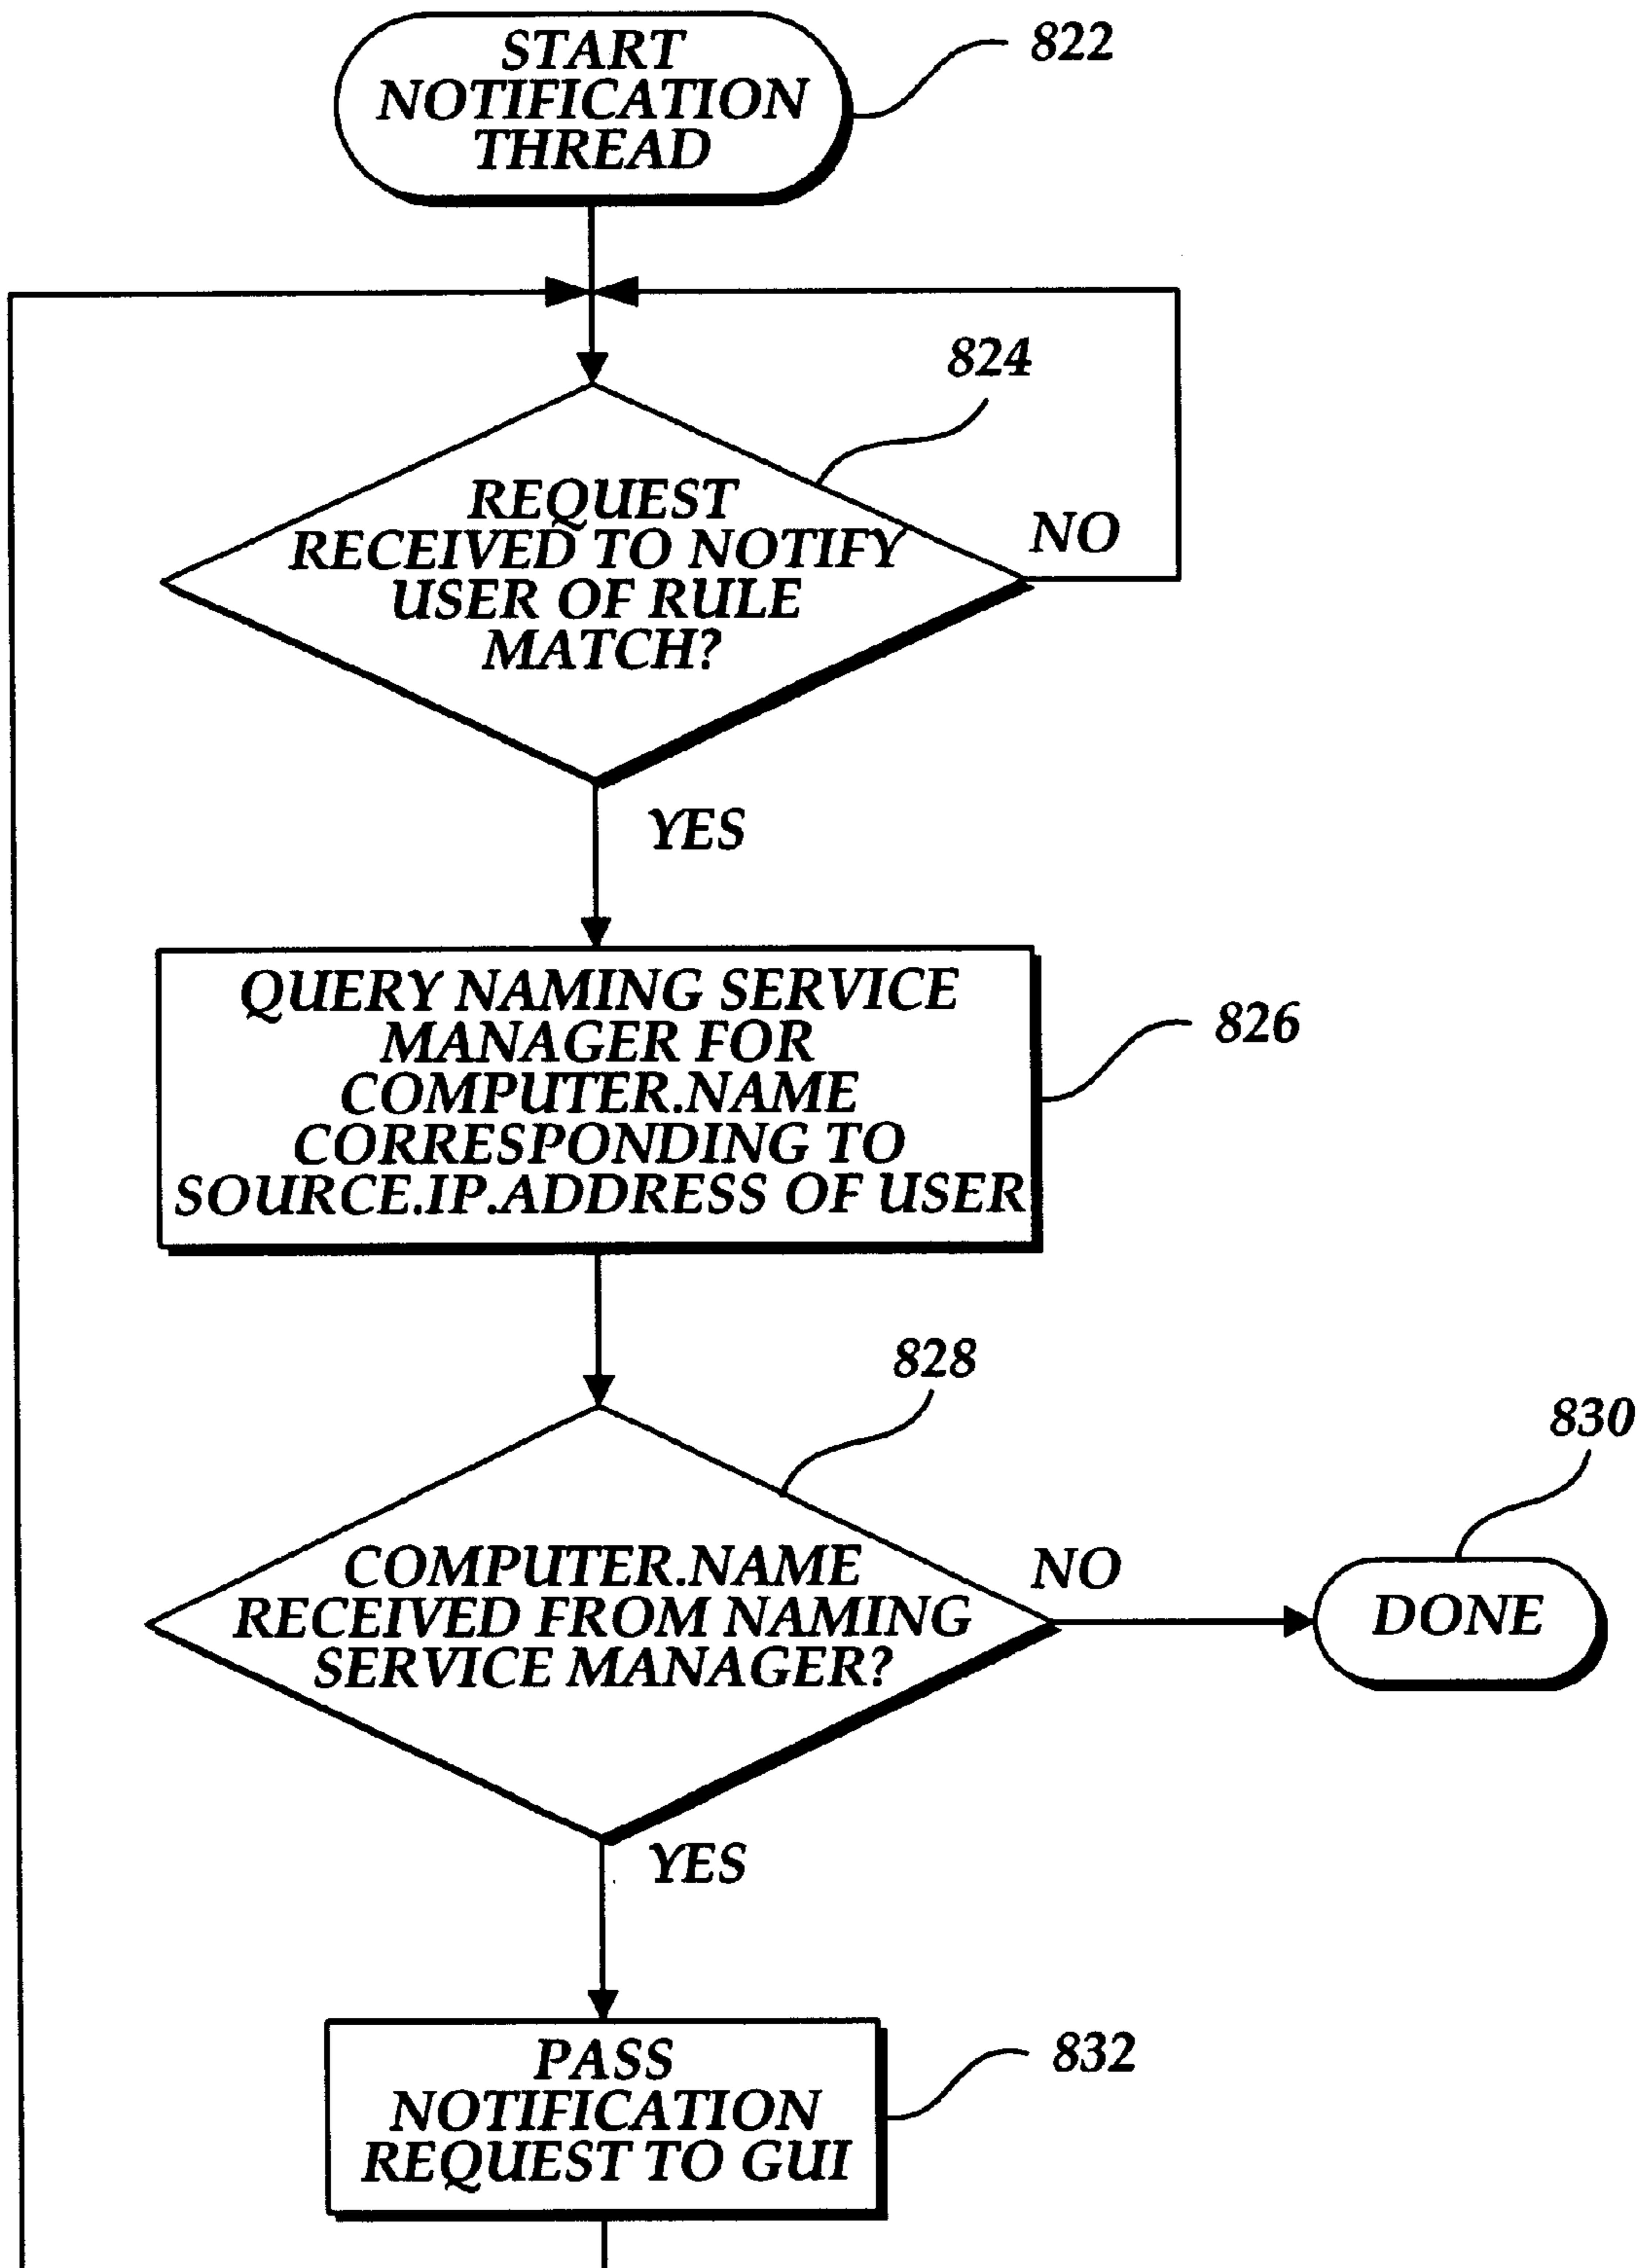 START
NOTIFICATION
THREAD
822
824
REQUEST
RECEIVED TO NOTIFY
USER OF RULE
MATCH?
NO
YES
QUERY NAMING SERVICE
MANAGER FOR
COMPUTER.NAME
CORRESPONDING TO
SOURCE.IP.ADDRESS OF USER
826
828
COMPUTER.NAME
RECEIVED FROM NAMING
SERVICE MANAGER?
NO
830
DONE
YES
PASS
NOTIFICATION
REQUEST TO GUI
832